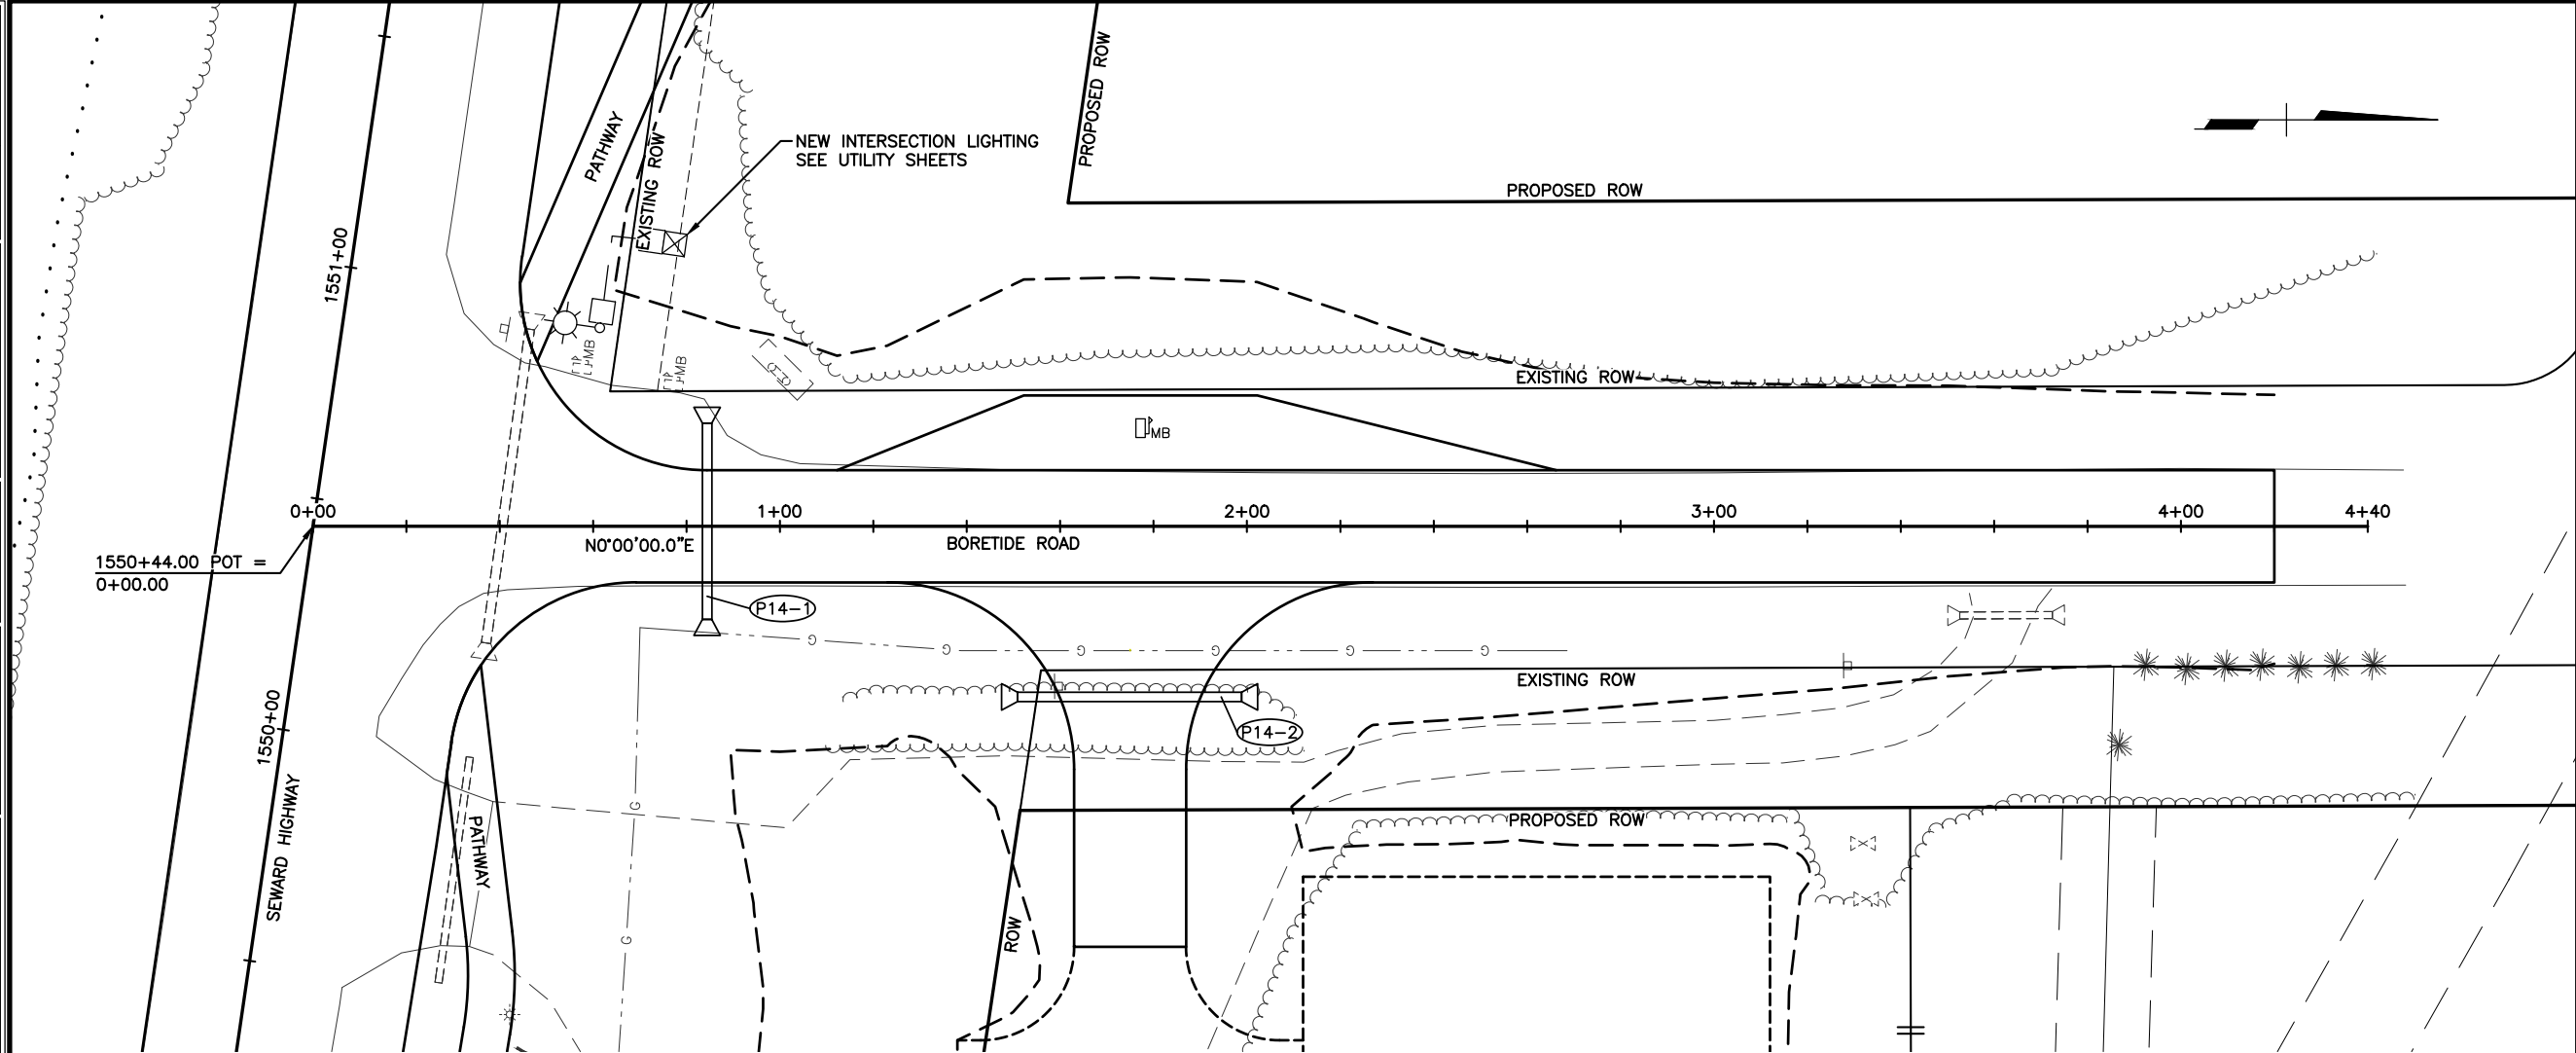 PROPOSED ROW
PATHWAY
EXISTING ROW
NEW INTERSECTION LIGHTING
SEE UTILITY SHEETS
PROPOSED ROW
1551+00
MB
MB
EXISTING ROW
MB
0+00
1+00
2+00
3+00
4+00
4+40
N0°00'00.0"E
BORETIDE ROAD
1550+44.00 POT =
0+00.00
P14-1
G
G
G
G
G
G
EXISTING ROW
P14-2
1550+00
SEWARD HIGHWAY
PATHWAY
G
PROPOSED ROW
ROW
G